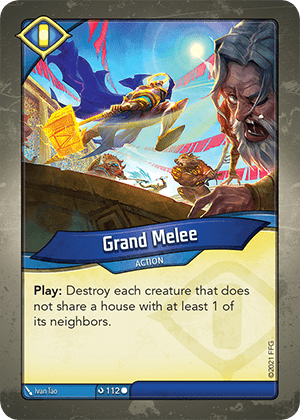 Grand Melee
ACTION
Play: Destroy each creature that does
not share a house with at least 1 of
its neighbors.
Ivan Tao
112
©2021 FFG